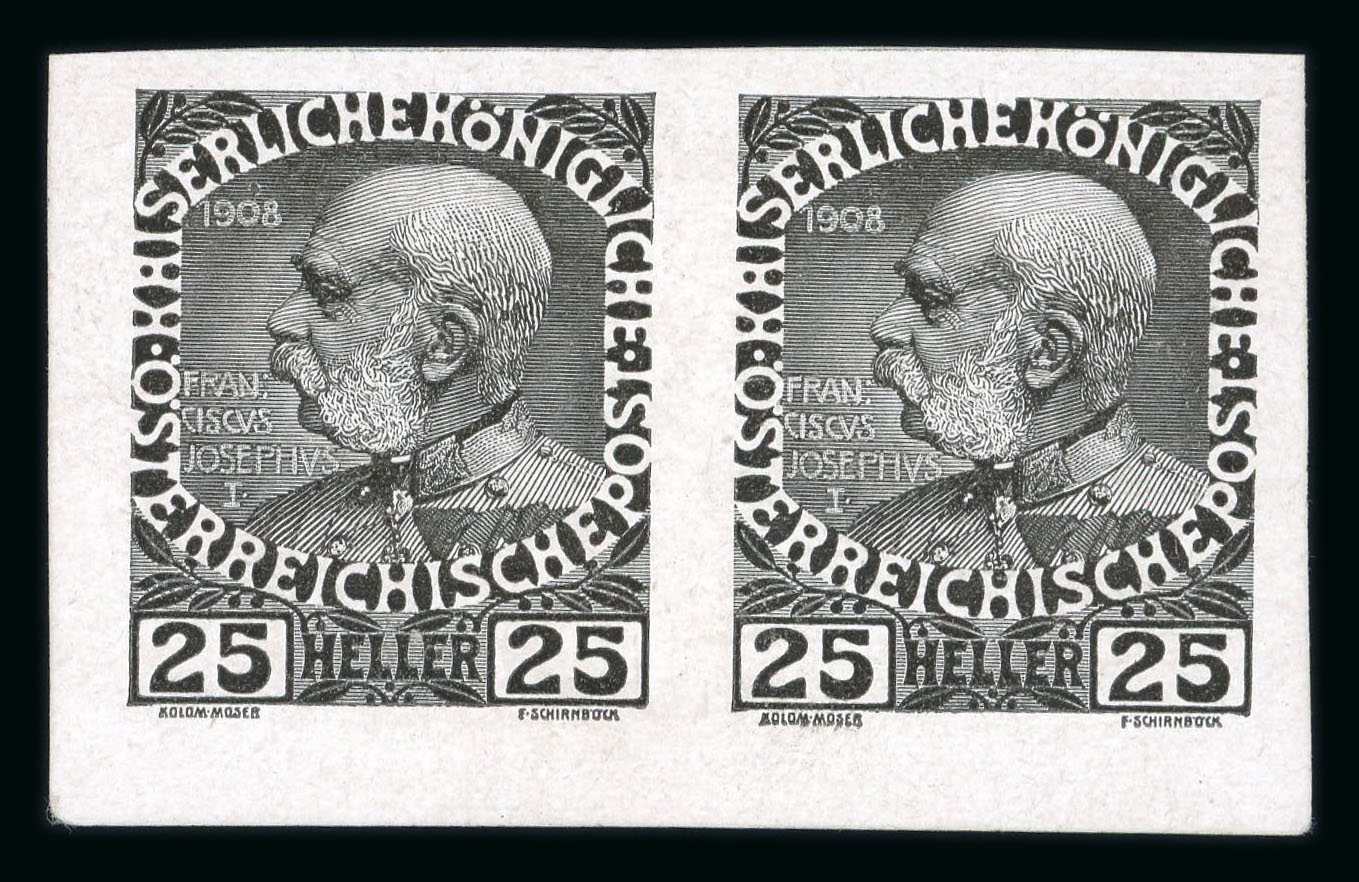 KAISERLICHE KÖNIGLICHE ÖSTERREICHISCHE POST
1908
FRAN:
CISCVS
JOSEPHVS
I.
25 HELLER 25
KOLOM·MOSER F·SCHIRNBÖCK
KAISERLICHE KÖNIGLICHE ÖSTERREICHISCHE POST
1908
FRAN:
CISCVS
JOSEPHVS
I.
25 HELLER 25
KOLOM·MOSER F·SCHIRNBÖCK